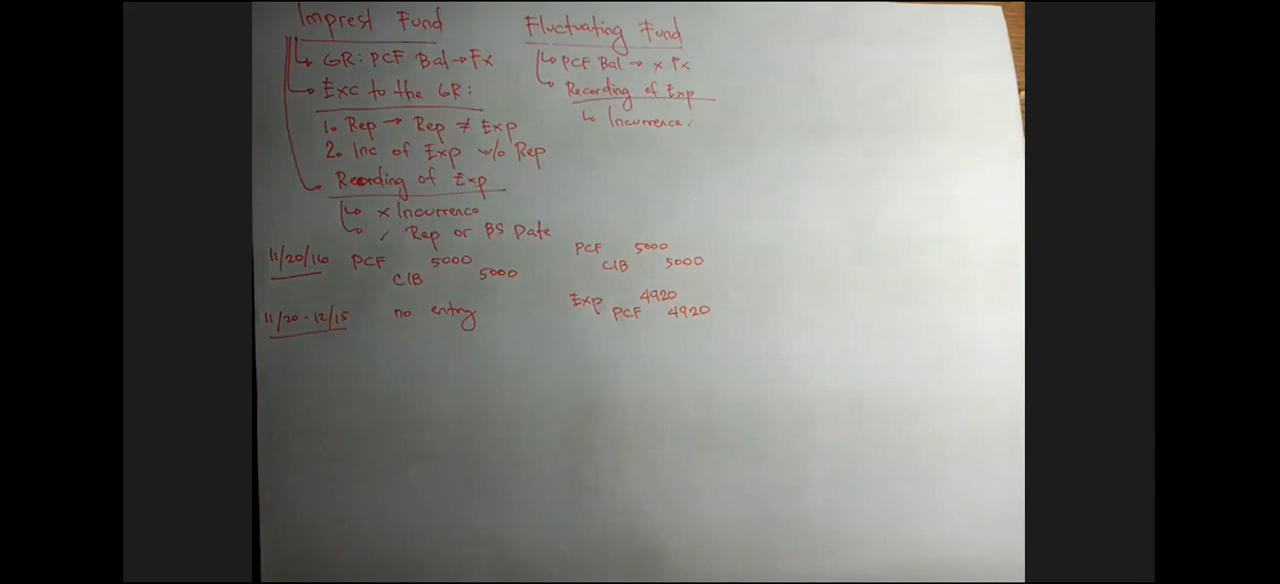 Imprest Fund
↳ GR: PCF Bal → Fx
↳ Exc to the GR:
1. Rep → Rep ≠ Exp
2. Inc of Exp w/o Rep
↳ Recording of Exp
↳ x Incurrence
↳ / Rep or BS Date
Fluctuating Fund
↳ PCF Bal → x Fx
↳ Recording of Exp
↳ Incurrence /
11/20/16 PCF 5000
CIB 5000
PCF 5000
CIB 5000
11/20 - 12/15 no entry
Exp 4920
PCF 4920